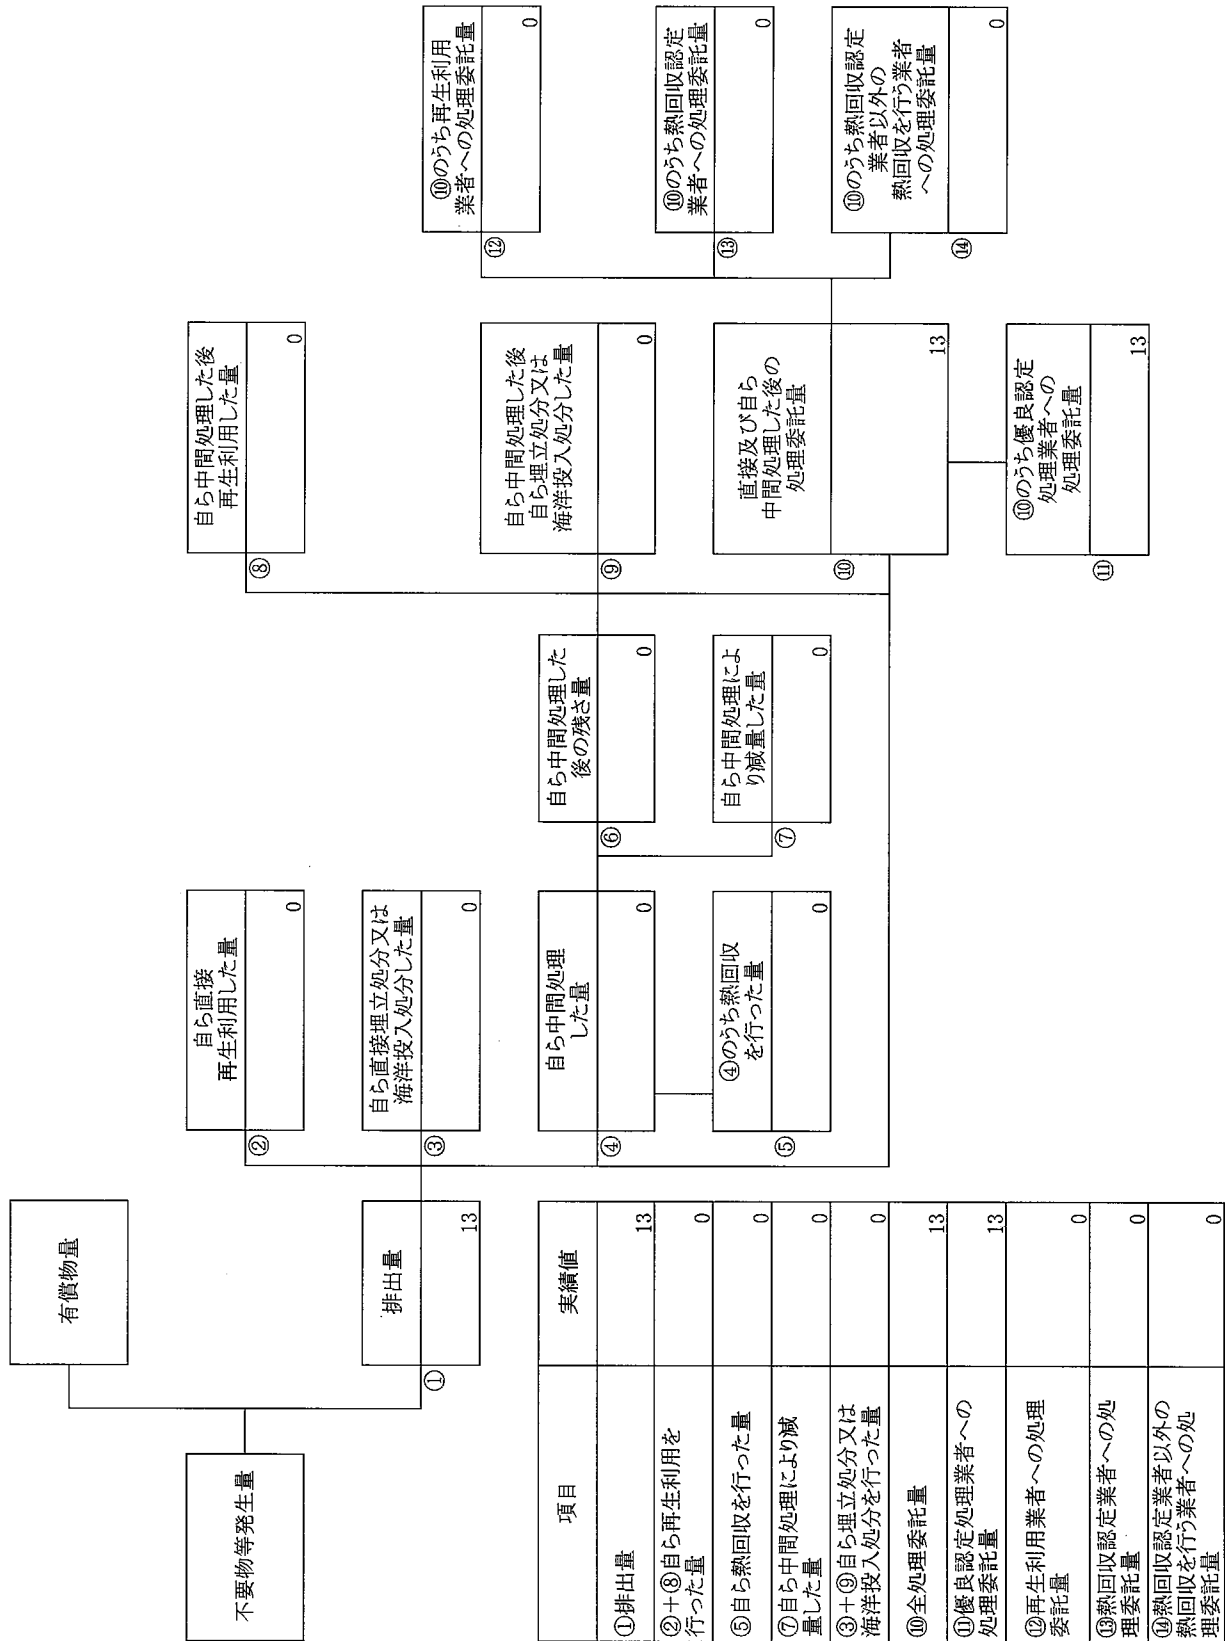 不要物等発生量
有償物量
①
排出量
13
②
自ら直接
再生利用した量
0
③
自ら直接埋立処分又は
海洋投入処分した量
0
④
自ら中間処理
した量
0
⑤
④のうち熱回収
を行った量
0
⑥
自ら中間処理した
後の残さ量
0
⑦
自ら中間処理によ
り減量した量
0
⑧
自ら中間処理した後
再生利用した量
0
⑨
自ら中間処理した後
自ら埋立処分又は
海洋投入処分した量
0
⑩
直接及び自ら
中間処理した後の
処理委託量
13
⑪
⑩のうち優良認定
処理業者への
処理委託量
13
⑫
⑩のうち再生利用
業者への処理委託量
0
⑬
⑩のうち熱回収認定
業者への処理委託量
0
⑭
⑩のうち熱回収認定
業者以外の
熱回収を行う業者
への処理委託量
0
項目
実績値
①排出量
13
②+⑧自ら再生利用を
行った量
0
⑤自ら熱回収を行った量
0
⑦自ら中間処理により減
量した量
0
③+⑨自ら埋立処分又は
海洋投入処分を行った量
0
⑩全処理委託量
13
⑪優良認定処理業者への
処理委託量
13
⑫再生利用業者への処理
委託量
0
⑬熱回収認定業者への処
理委託量
0
⑭熱回収認定業者以外の
熱回収を行う業者への処
理委託量
0